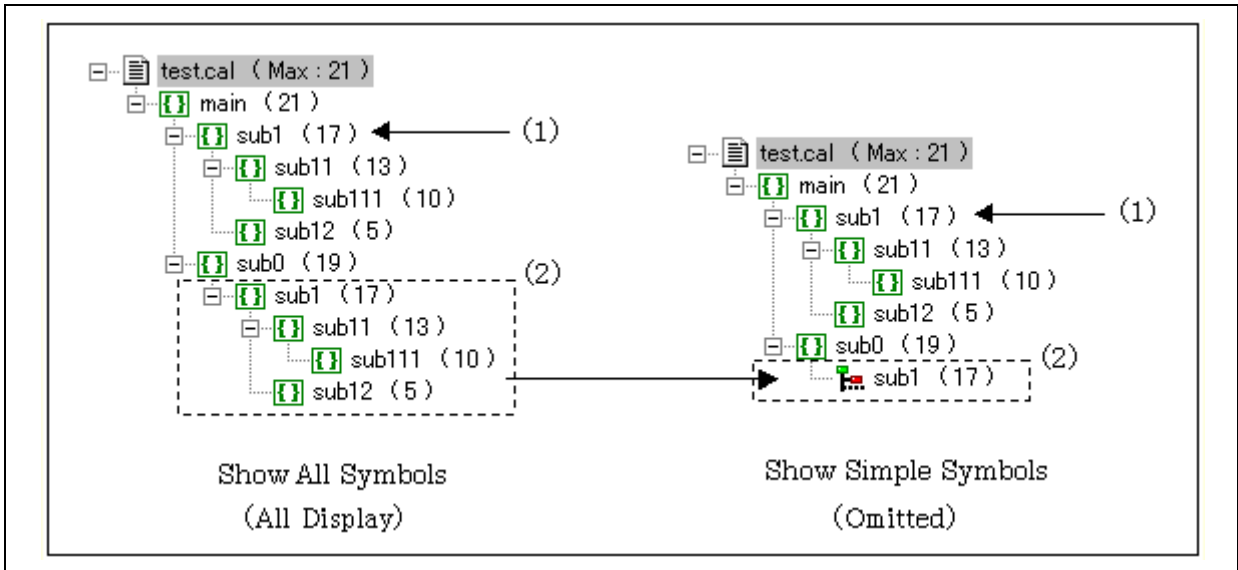 test.cal ( Max : 21 )
main ( 21 )
sub1 ( 17 )
(1)
sub11 ( 13 )
sub111 ( 10 )
sub12 ( 5 )
sub0 ( 19 )
(2)
sub1 ( 17 )
sub11 ( 13 )
sub111 ( 10 )
sub12 ( 5 )
Show All Symbols
(All Display)
test.cal ( Max : 21 )
main ( 21 )
sub1 ( 17 )
(1)
sub11 ( 13 )
sub111 ( 10 )
sub12 ( 5 )
sub0 ( 19 )
(2)
sub1 ( 17 )
Show Simple Symbols
(Omitted)